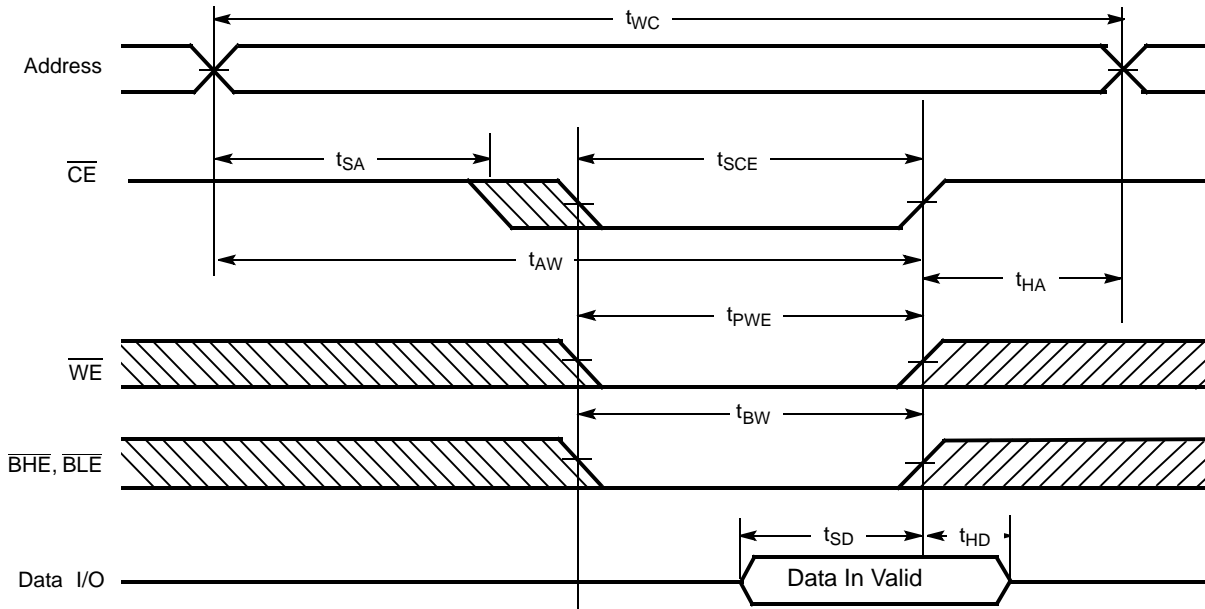 tWC
Address
tSA
tSCE
CE
tAW
tHA
tPWE
WE
tBW
BHE, BLE
tSD
tHD
Data I/O
Data In Valid